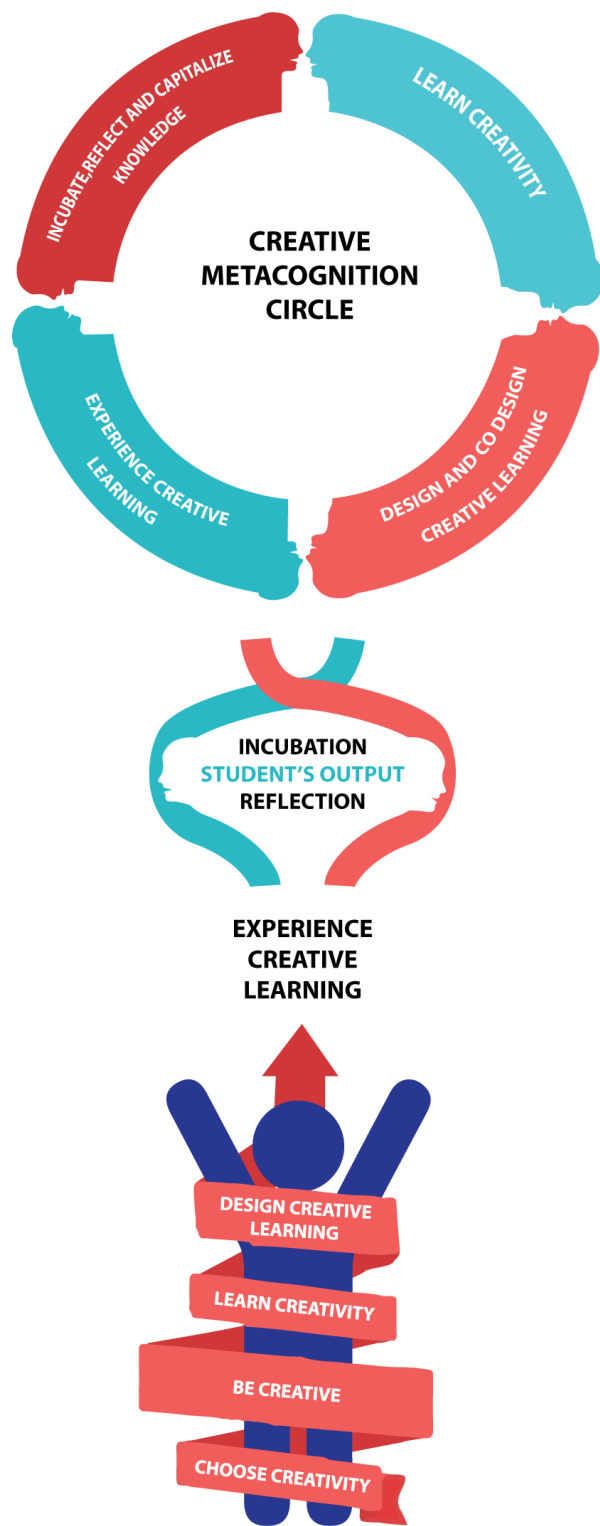 INCUBATE,REFLECT AND CAPITALIZE
KNOWLEDGE
LEARN CREATIVITY
CREATIVE
METACOGNITION
CIRCLE
EXPERIENCE CREATIVE
LEARNING
DESIGN AND CO DESIGN
CREATIVE LEARNING
INCUBATION
STUDENT'S OUTPUT
REFLECTION
EXPERIENCE
CREATIVE
LEARNING
DESIGN CREATIVE
LEARNING
LEARN CREATIVITY
BE CREATIVE
CHOOSE CREATIVITY